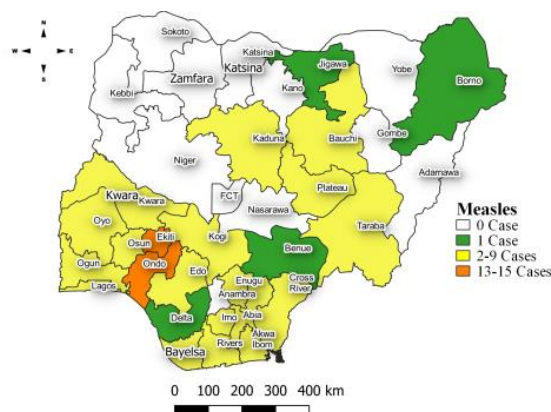 N
W E
S
Sokoto
Katsina
Katsina
Jigawa
Yobe
Borno
Zamfara
Kebbi
Kano
Kaduna
Bauchi
Gombe
Niger
Adamawa
FCT
Plateau
Nasarawa
Kwara
Kwara
Taraba
Oyo
Kogi
Osun
Ekiti
Benue
Ogun
Ondo
Edo
Lagos
Enugu
Cross
River
Anambra
Delta
Imo
Abia
Akwa
Ibom
Rivers
Bayelsa
Measles
0 Case
1 Case
2-9 Cases
13-15 Cases
0 100 200 300 400 km